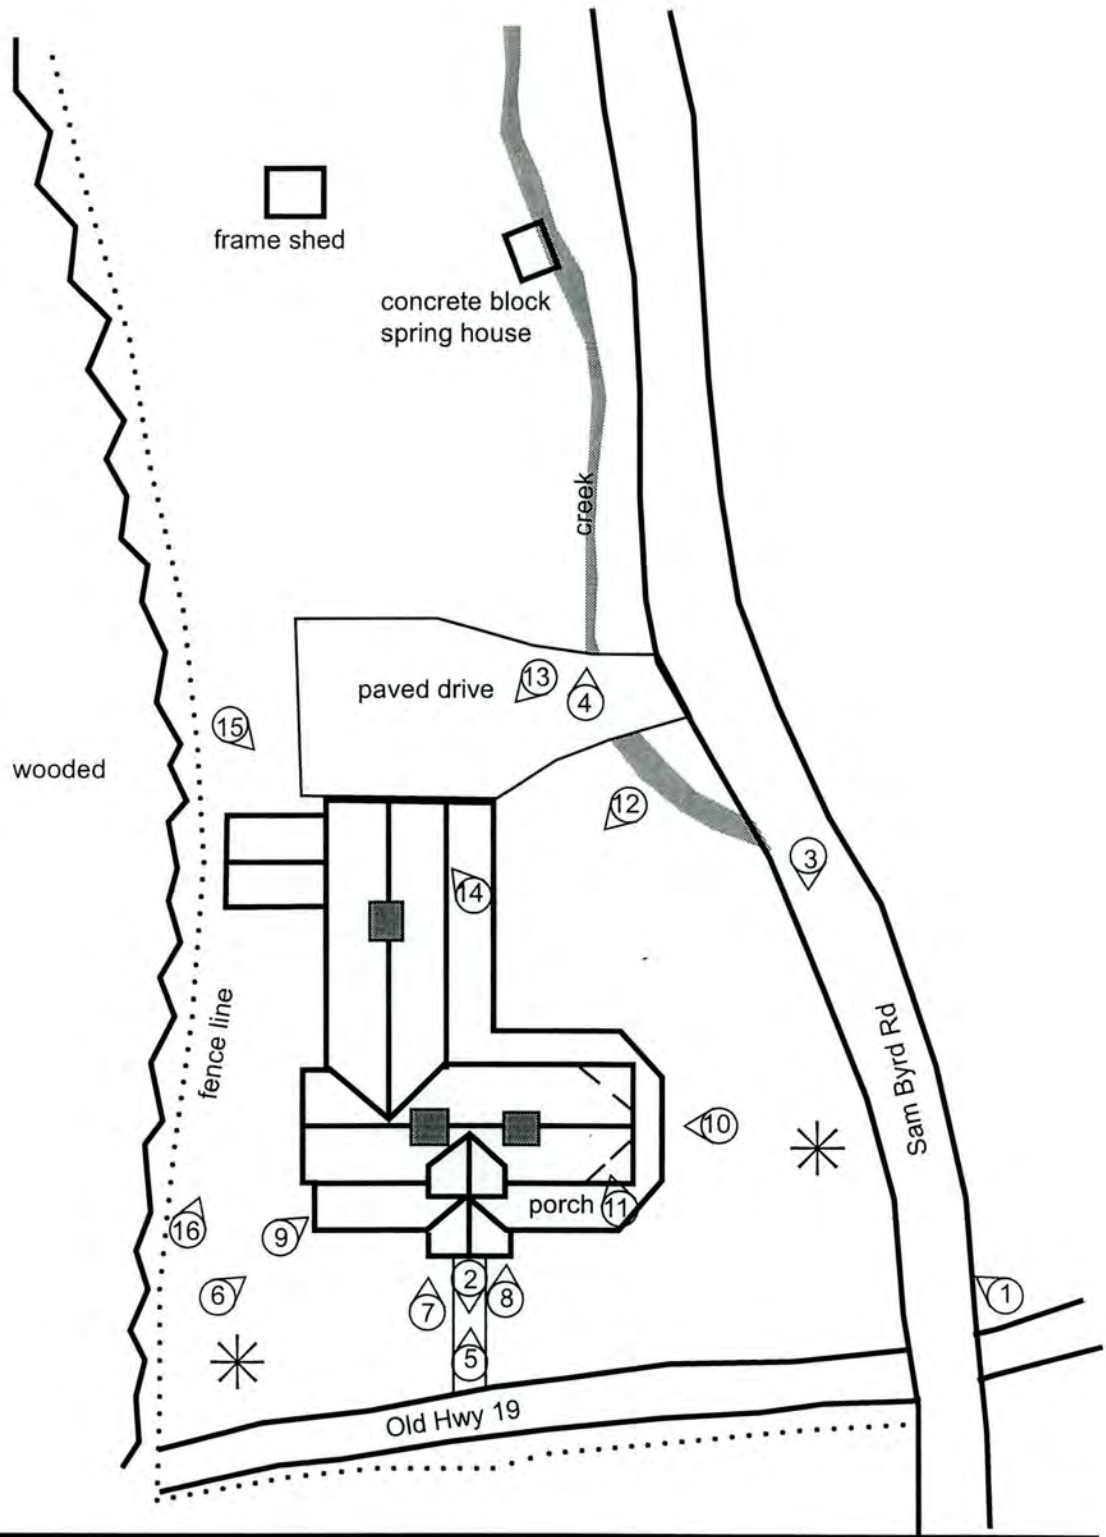 frame shed
concrete block
spring house
creek
13
paved drive
4
15
wooded
12
3
14
fence line
Sam Byrd Rd
10
porch
11
16
9
2
6
7
8
1
5
Old Hwy 19